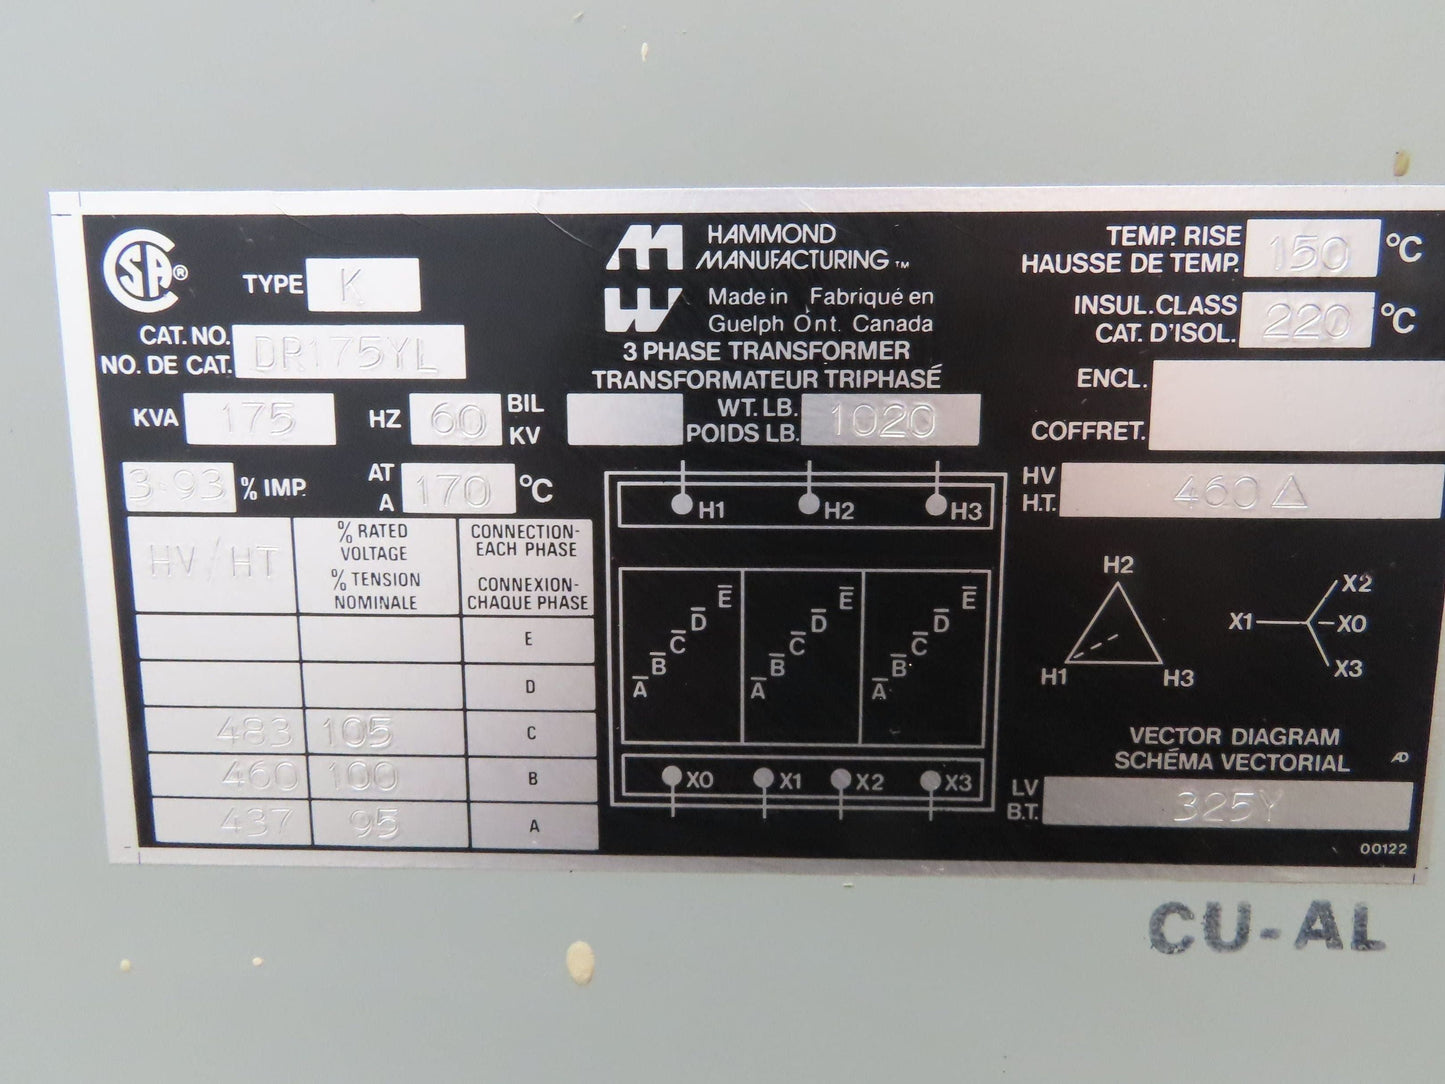 CSA ®
TYPE K
CAT. NO.
NO. DE CAT. DR175YL
KVA 175 HZ 60 BIL KV
3.93 % IMP. AT A 170 °C
HAMMOND
MANUFACTURING ™
Made in Fabriqué en
Guelph Ont. Canada
3 PHASE TRANSFORMER
TRANSFORMATEUR TRIPHASÉ
WT. LB.
POIDS LB. 1020
TEMP. RISE
HAUSSE DE TEMP. 150 °C
INSUL. CLASS
CAT. D'ISOL. 220 °C
ENCL.
COFFRET.
HV
H.T. 460 Δ
HV/HT % RATED VOLTAGE % TENSION NOMINALE CONNECTION- EACH PHASE CONNEXION- CHAQUE PHASE
E
D
483 105 C
460 100 B
437 95 A
H1 H2 H3
A B C D E A B C D E A B C D E
X0 X1 X2 X3
H2
H1 H3
X2
X1 X0
X3
VECTOR DIAGRAM
SCHÉMA VECTORIAL
LV
B.T. 325Y
00122
CU-AL